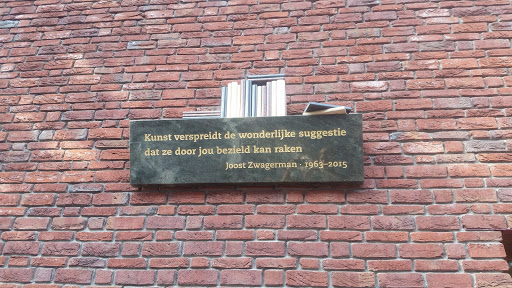 Kunst verspreidt de wonderlijke suggestie
dat ze door jou bezield kan raken
Joost Zwagerman · 1963–2015